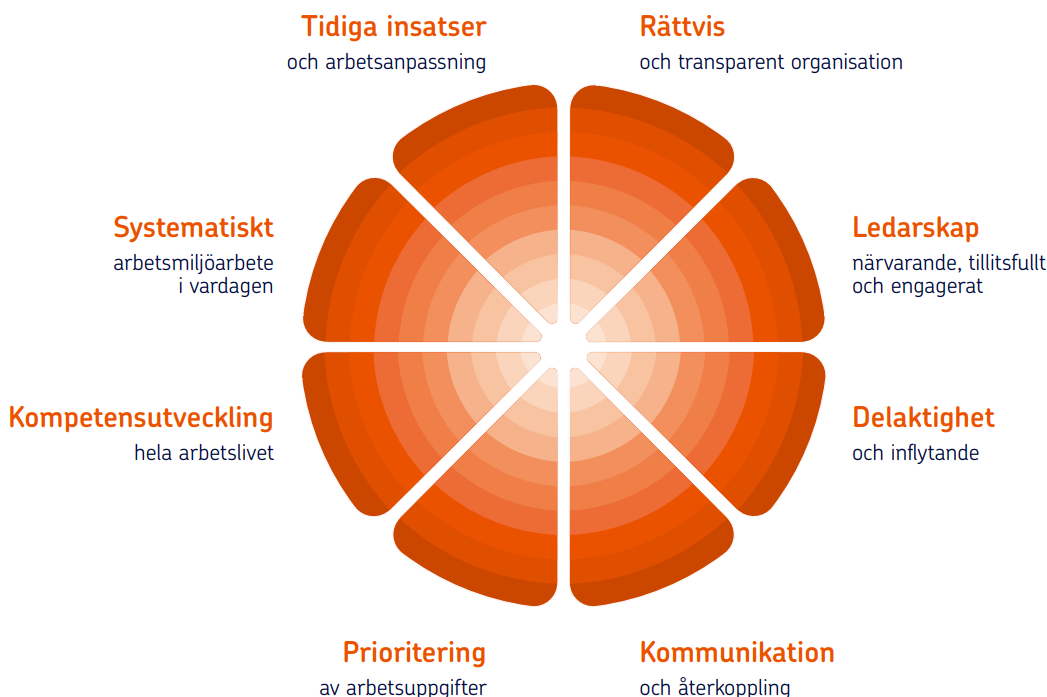 Tidiga insatser
och arbetsanpassning
Rättvis
och transparent organisation
Systematiskt
arbetsmiljöarbete
i vardagen
Ledarskap
närvarande, tillitsfullt
och engagerat
Kompetensutveckling
hela arbetslivet
Delaktighet
och inflytande
Prioritering
av arbetsuppgifter
Kommunikation
och återkoppling